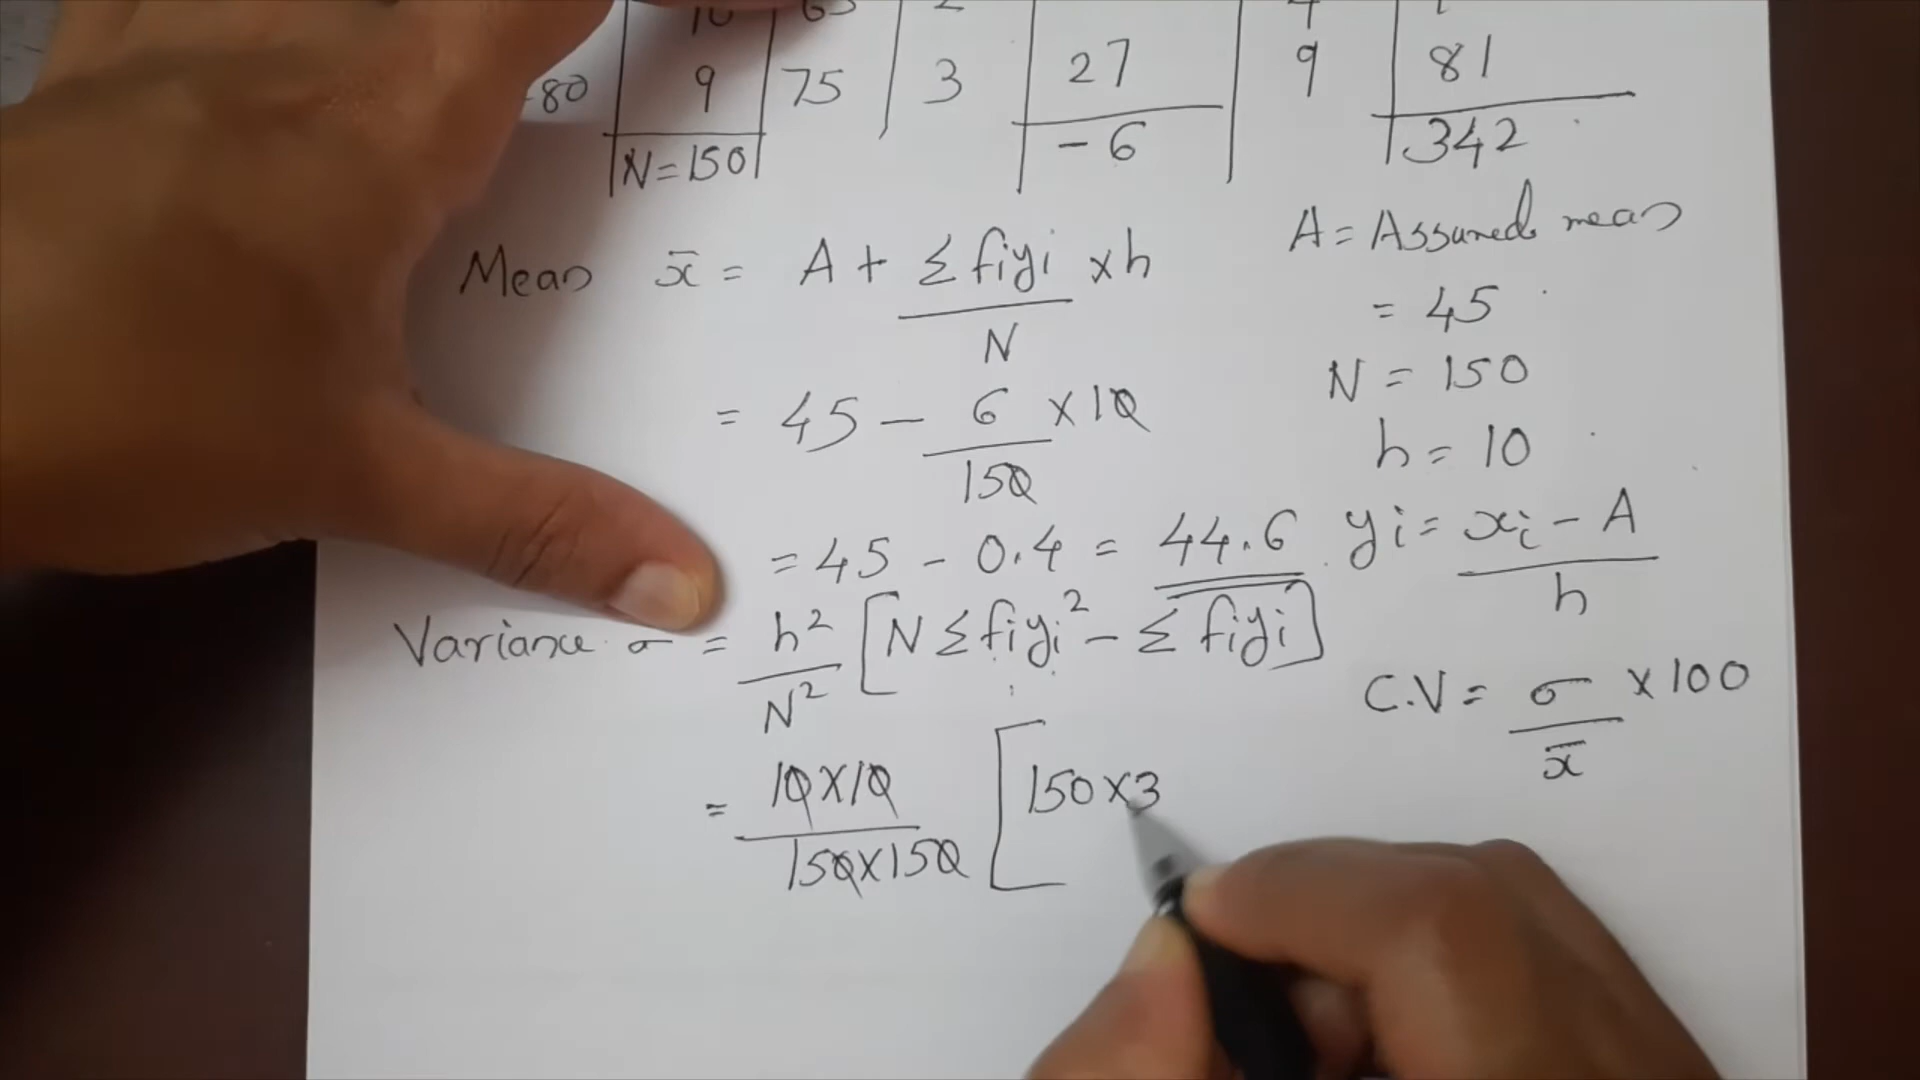 -80 9 75 3 27 9 81
N=150 -6 342
Mean x̄ = A + Σfiyi × h
N
= 45 - 6 × 10
150
= 45 - 0.4 = 44.6
A = Assumed mean
= 45
N = 150
h = 10
yi = xi - A
h
Variance σ = h² [NΣfiyi² - Σfiyi]
N²
C.V = σ × 100
x̄
= 10×10 [150×3
150×150